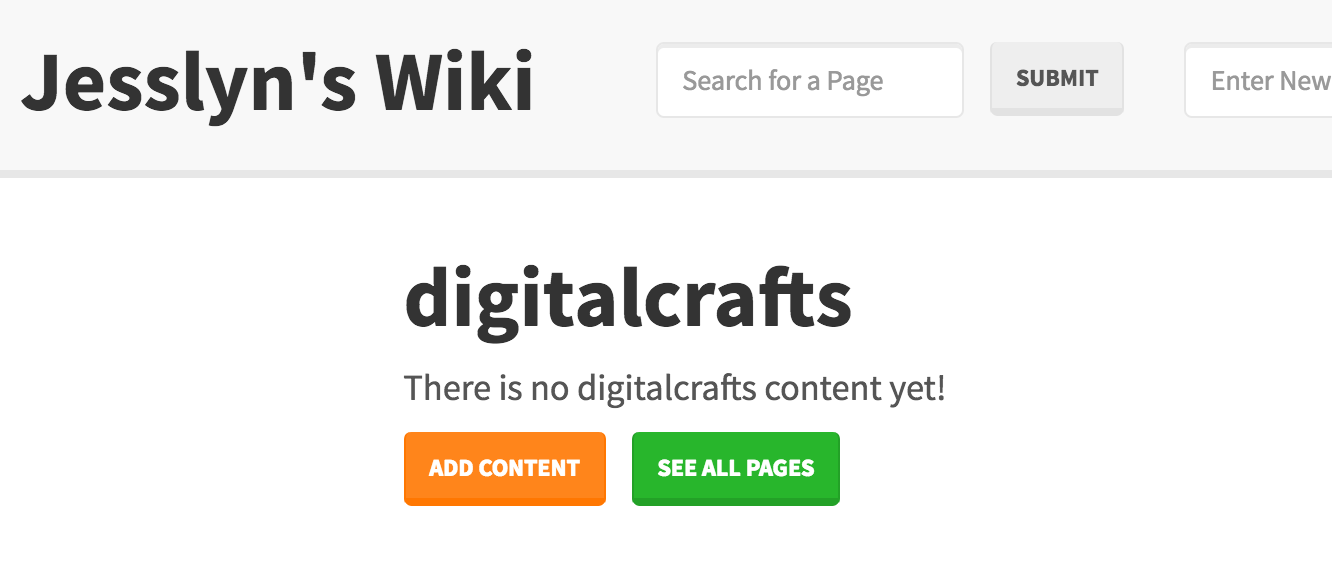 Jesslyn's Wiki
Search for a Page
SUBMIT
Enter New
digitalcrafts
There is no digitalcrafts content yet!
ADD CONTENT
SEE ALL PAGES